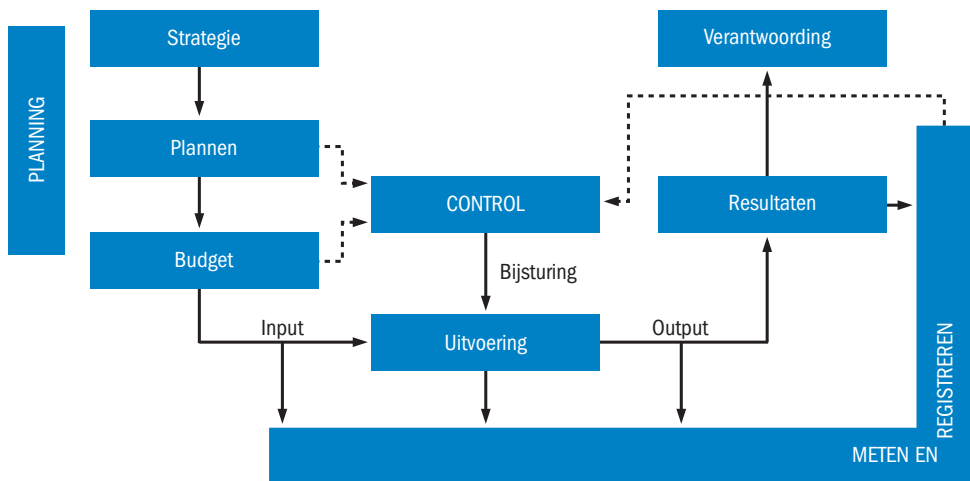 PLANNING
Strategie
Verantwoording
Plannen
CONTROL
Resultaten
Budget
Bijsturing
Input
Uitvoering
Output
METEN EN
REGISTREREN